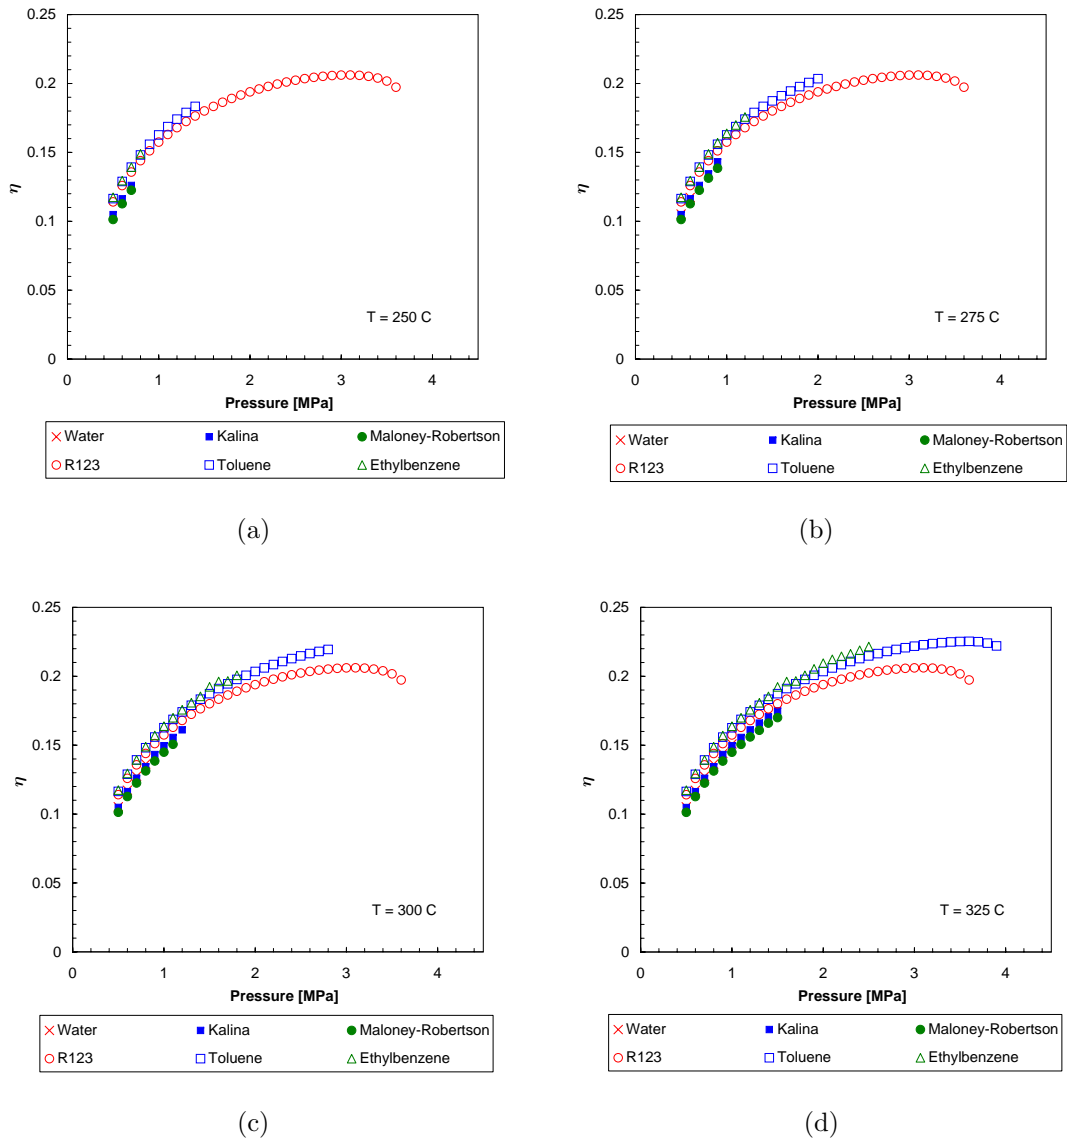 0.25
0.2
0.15
η
0.1
0.05
T = 250 C
0
0 1 2 3 4
Pressure [MPa]
Water Kalina Maloney-Robertson
R123 Toluene Ethylbenzene
(a)
0.25
0.2
0.15
η
0.1
0.05
T = 275 C
0
0 1 2 3 4
Pressure [MPa]
Water Kalina Maloney-Robertson
R123 Toluene Ethylbenzene
(b)
0.25
0.2
0.15
η
0.1
0.05
T = 300 C
0
0 1 2 3 4
Pressure [MPa]
Water Kalina Maloney-Robertson
R123 Toluene Ethylbenzene
(c)
0.25
0.2
0.15
η
0.1
0.05
T = 325 C
0
0 1 2 3 4
Pressure [MPa]
Water Kalina Maloney-Robertson
R123 Toluene Ethylbenzene
(d)